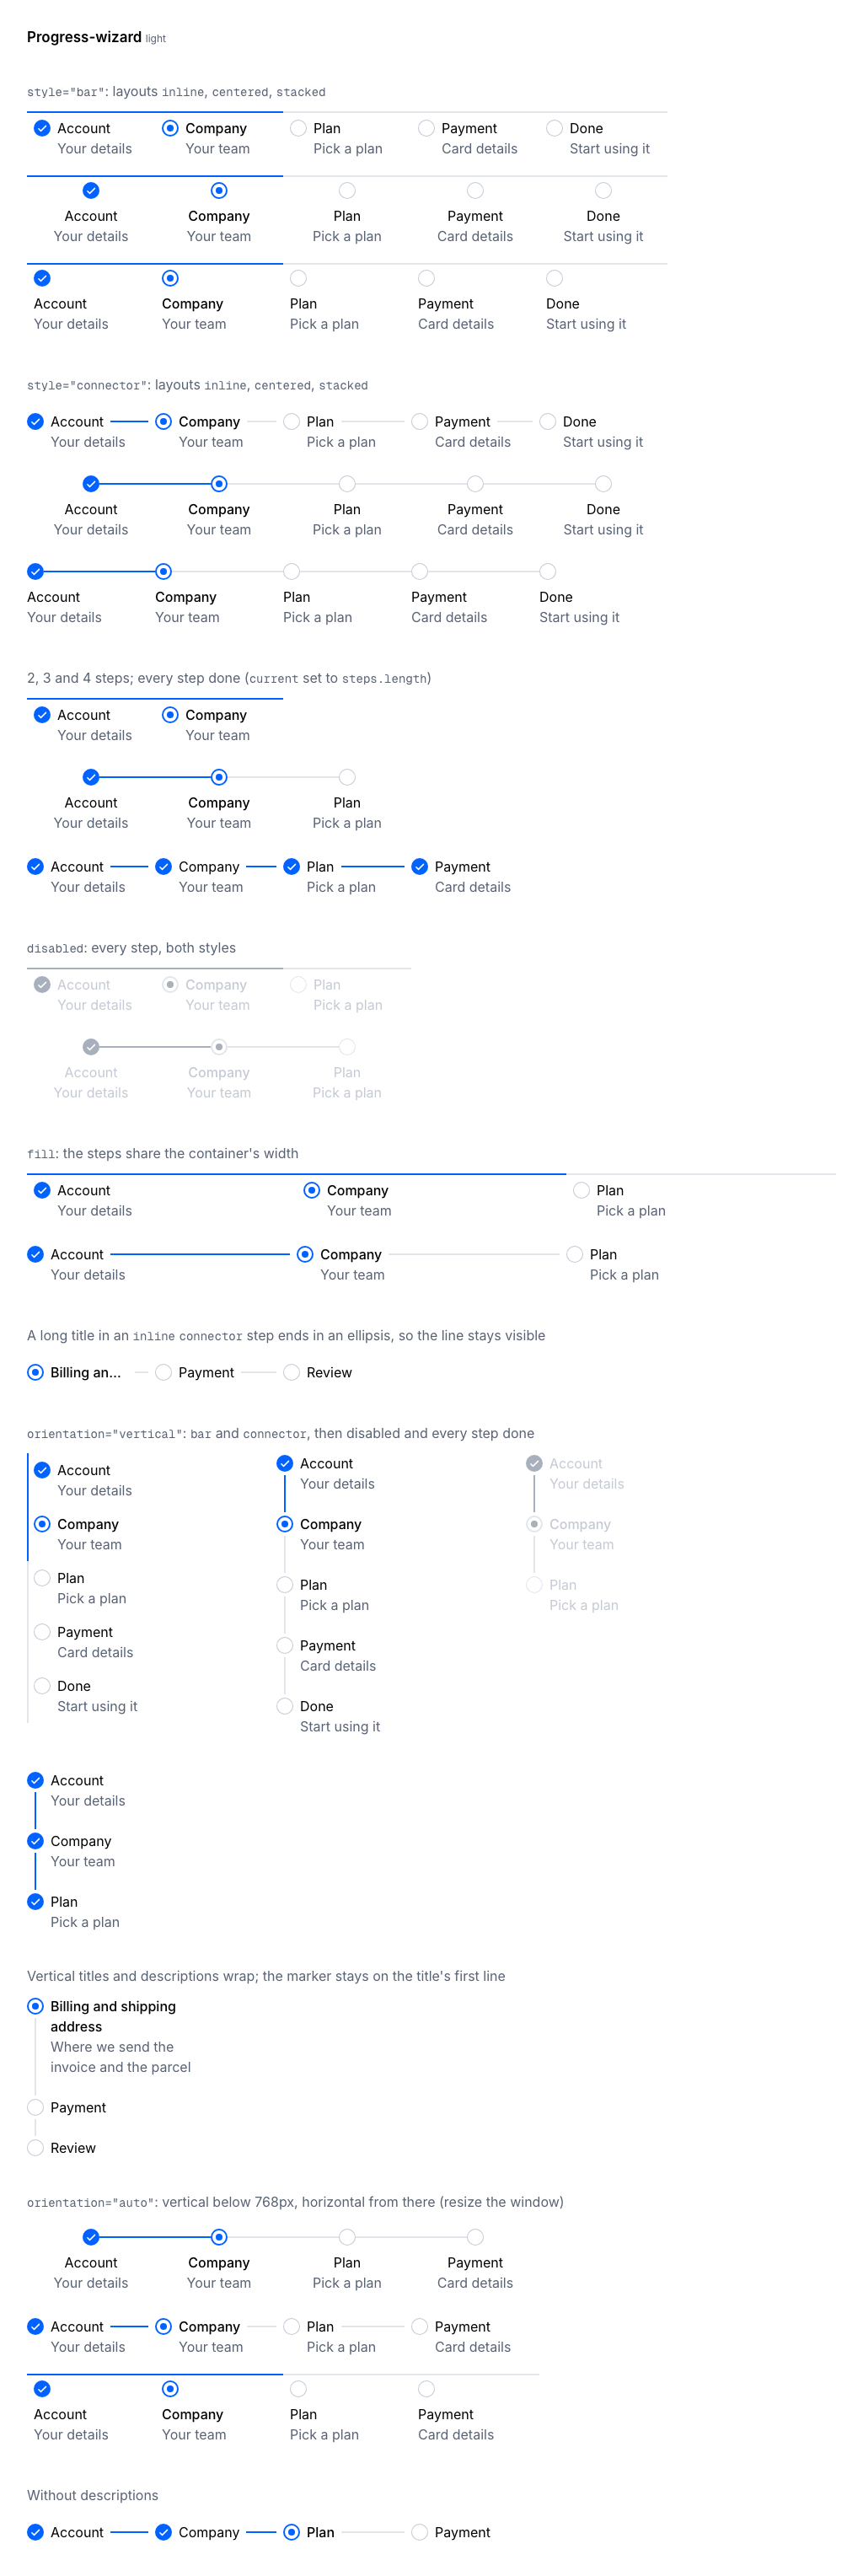 Progress-wizard light
style="bar": layouts inline, centered, stacked
Account Company Plan Payment Done
Your details Your team Pick a plan Card details Start using it
Account Company Plan Payment Done
Your details Your team Pick a plan Card details Start using it
Account Company Plan Payment Done
Your details Your team Pick a plan Card details Start using it
style="connector": layouts inline, centered, stacked
Account Company Plan Payment Done
Your details Your team Pick a plan Card details Start using it
Account Company Plan Payment Done
Your details Your team Pick a plan Card details Start using it
Account Company Plan Payment Done
Your details Your team Pick a plan Card details Start using it
2, 3 and 4 steps; every step done (current set to steps.length)
Account Company
Your details Your team
Account Company Plan
Your details Your team Pick a plan
Account Company Plan Payment
Your details Your team Pick a plan Card details
disabled: every step, both styles
Account Company Plan
Your details Your team Pick a plan
Account Company Plan
Your details Your team Pick a plan
fill: the steps share the container's width
Account Company Plan
Your details Your team Pick a plan
Account Company Plan
Your details Your team Pick a plan
A long title in an inline connector step ends in an ellipsis, so the line stays visible
Billing an... Payment Review
orientation="vertical": bar and connector, then disabled and every step done
Account
Your details
Company
Your team
Plan
Pick a plan
Payment
Card details
Done
Start using it
Account
Your details
Company
Your team
Plan
Pick a plan
Payment
Card details
Done
Start using it
Account
Your details
Company
Your team
Plan
Pick a plan
Account
Your details
Company
Your team
Plan
Pick a plan
Vertical titles and descriptions wrap; the marker stays on the title's first line
Billing and shipping
address
Where we send the
invoice and the parcel
Payment
Review
orientation="auto": vertical below 768px, horizontal from there (resize the window)
Account Company Plan Payment
Your details Your team Pick a plan Card details
Account Company Plan Payment
Your details Your team Pick a plan Card details
Account Company Plan Payment
Your details Your team Pick a plan Card details
Without descriptions
Account Company Plan Payment